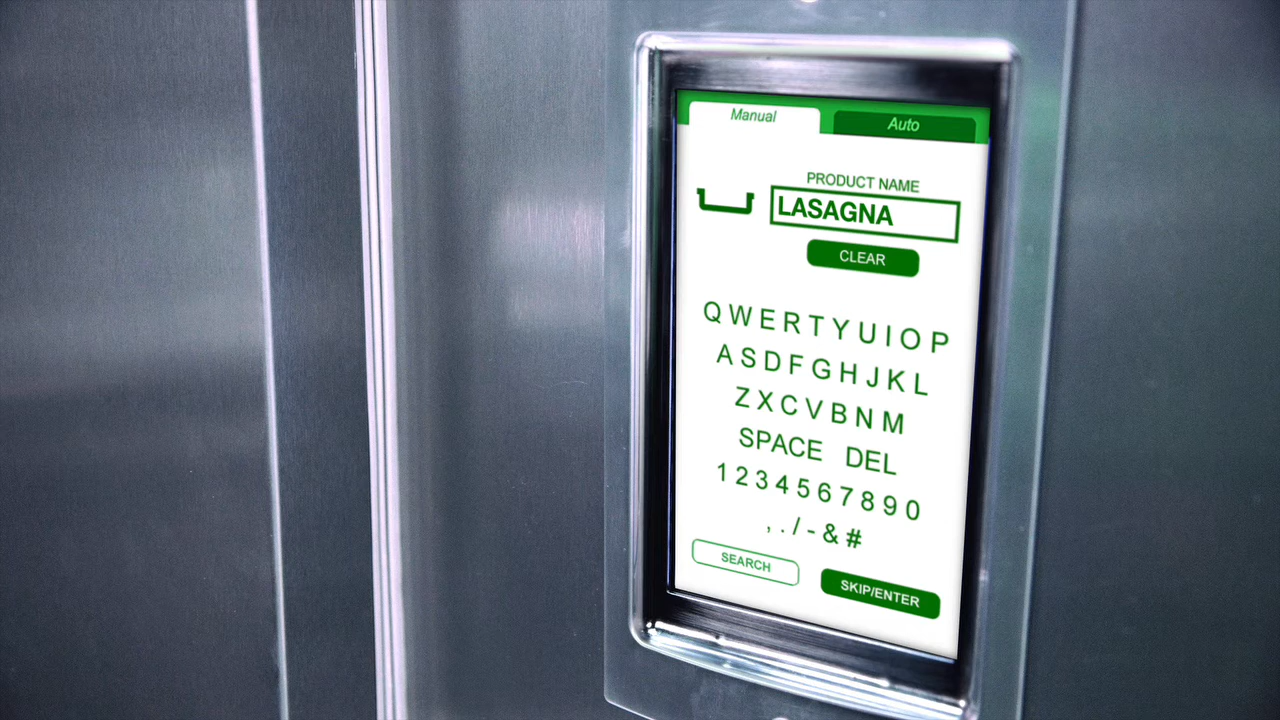 Manual Auto
PRODUCT NAME
LASAGNA
CLEAR
Q W E R T Y U I O P
A S D F G H J K L
Z X C V B N M
SPACE DEL
1 2 3 4 5 6 7 8 9 0
, . / - & #
SEARCH SKIP/ENTER